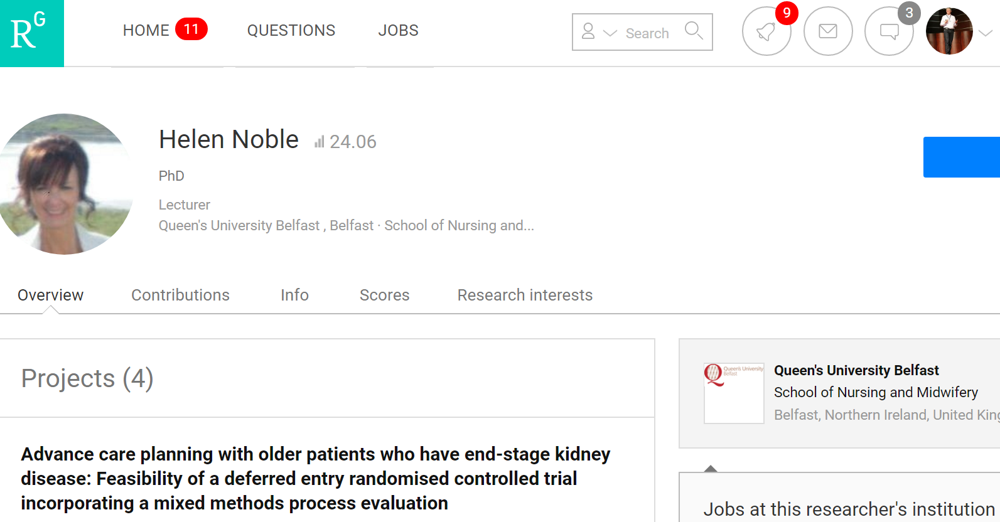 RG
HOME 11 QUESTIONS JOBS Search 9 3
Helen Noble 24.06
PhD
Lecturer
Queen's University Belfast , Belfast · School of Nursing and...
Overview Contributions Info Scores Research interests
Projects (4)
Advance care planning with older patients who have end-stage kidney
disease: Feasibility of a deferred entry randomised controlled trial
incorporating a mixed methods process evaluation
Queen's University
Belfast
Queen's University Belfast
School of Nursing and Midwifery
Belfast, Northern Ireland, United King
Jobs at this researcher's institution